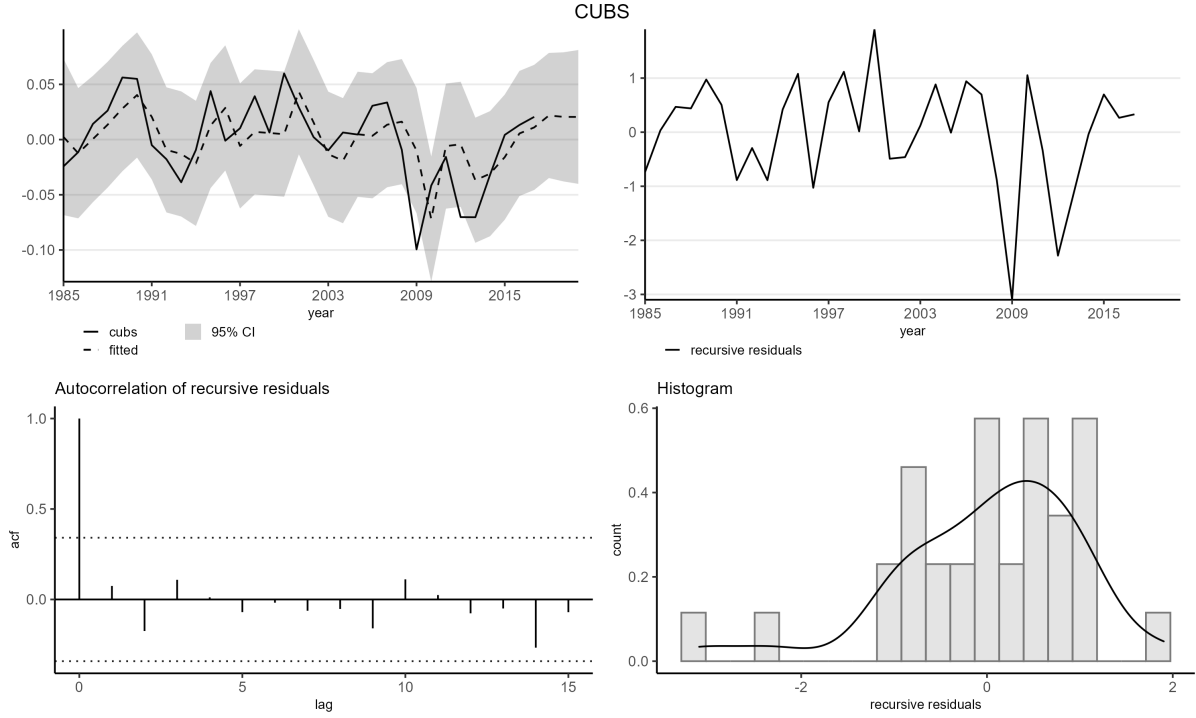 CUBS
0.05
0.00
-0.05
-0.10
1985 1991 1997 2003 2009 2015
year
cubs 95% CI
fitted
1
0
-1
-2
-3
1985 1991 1997 2003 2009 2015
year
recursive residuals
Autocorrelation of recursive residuals
1.0
0.5
0.0
acf
0 5 10 15
lag
Histogram
0.6
0.4
0.2
0.0
count
-2 0 2
recursive residuals